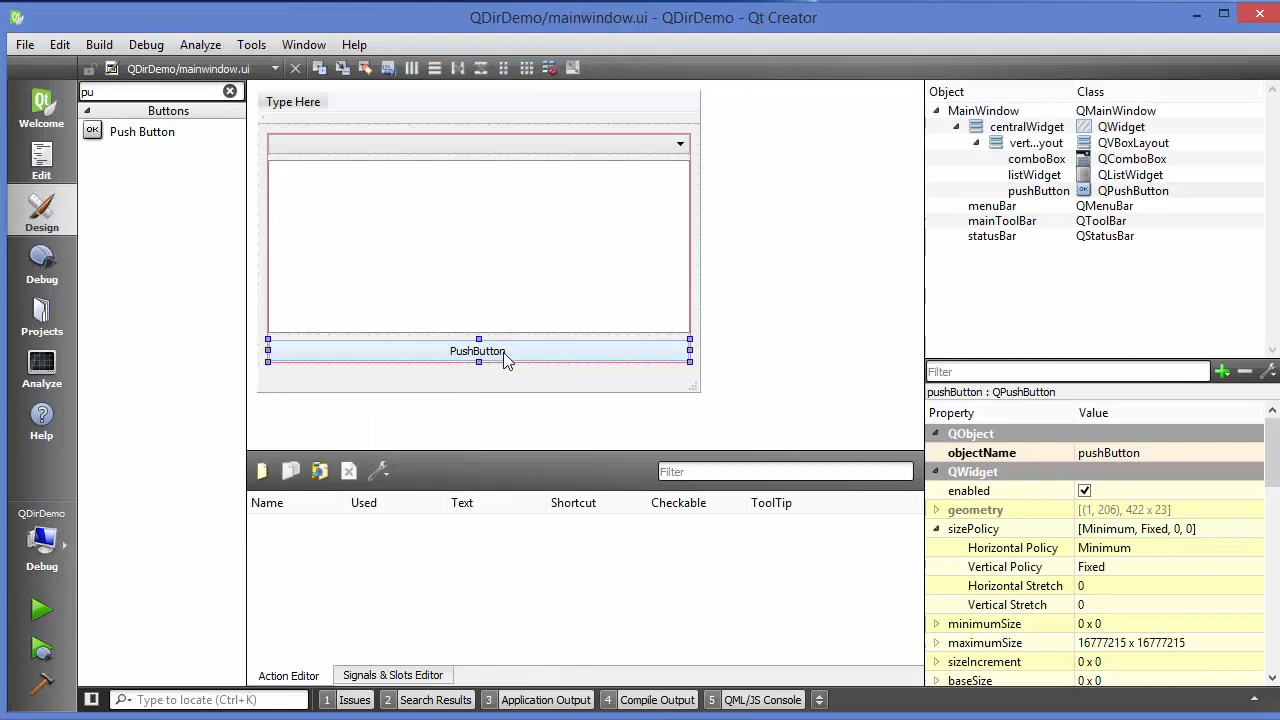 QDirDemo/mainwindow.ui - QDirDemo - Qt Creator
File Edit Build Debug Analyze Tools Window Help
QDirDemo/mainwindow.ui
pu
Buttons
Push Button
Welcome
Edit
Design
Debug
Projects
Analyze
Help
QDirDemo
Debug
Type Here
PushButton
Filter
Name Used Text Shortcut Checkable ToolTip
Action Editor Signals & Slots Editor
Object Class
MainWindow QMainWindow
centralWidget QWidget
vert...yout QVBoxLayout
comboBox QComboBox
listWidget QListWidget
pushButton QPushButton
menuBar QMenuBar
mainToolBar QToolBar
statusBar QStatusBar
Filter
pushButton : QPushButton
Property Value
QObject
objectName pushButton
QWidget
enabled
geometry [(1, 206), 422 x 23]
sizePolicy [Minimum, Fixed, 0, 0]
Horizontal Policy Minimum
Vertical Policy Fixed
Horizontal Stretch 0
Vertical Stretch 0
minimumSize 0 x 0
maximumSize 16777215 x 16777215
sizeIncrement 0 x 0
baseSize 0 x 0
Type to locate (Ctrl+K) 1 Issues 2 Search Results 3 Application Output 4 Compile Output 5 QML/JS Console